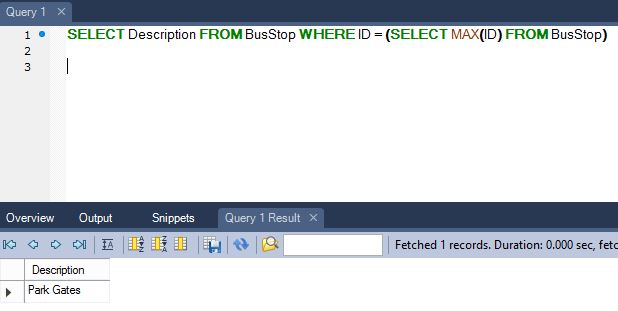 Query 1 ×
1 SELECT Description FROM BusStop WHERE ID = (SELECT MAX(ID) FROM BusStop)
2
3
Overview Output Snippets Query 1 Result ×
Fetched 1 records. Duration: 0.000 sec, fetc
Description
Park Gates